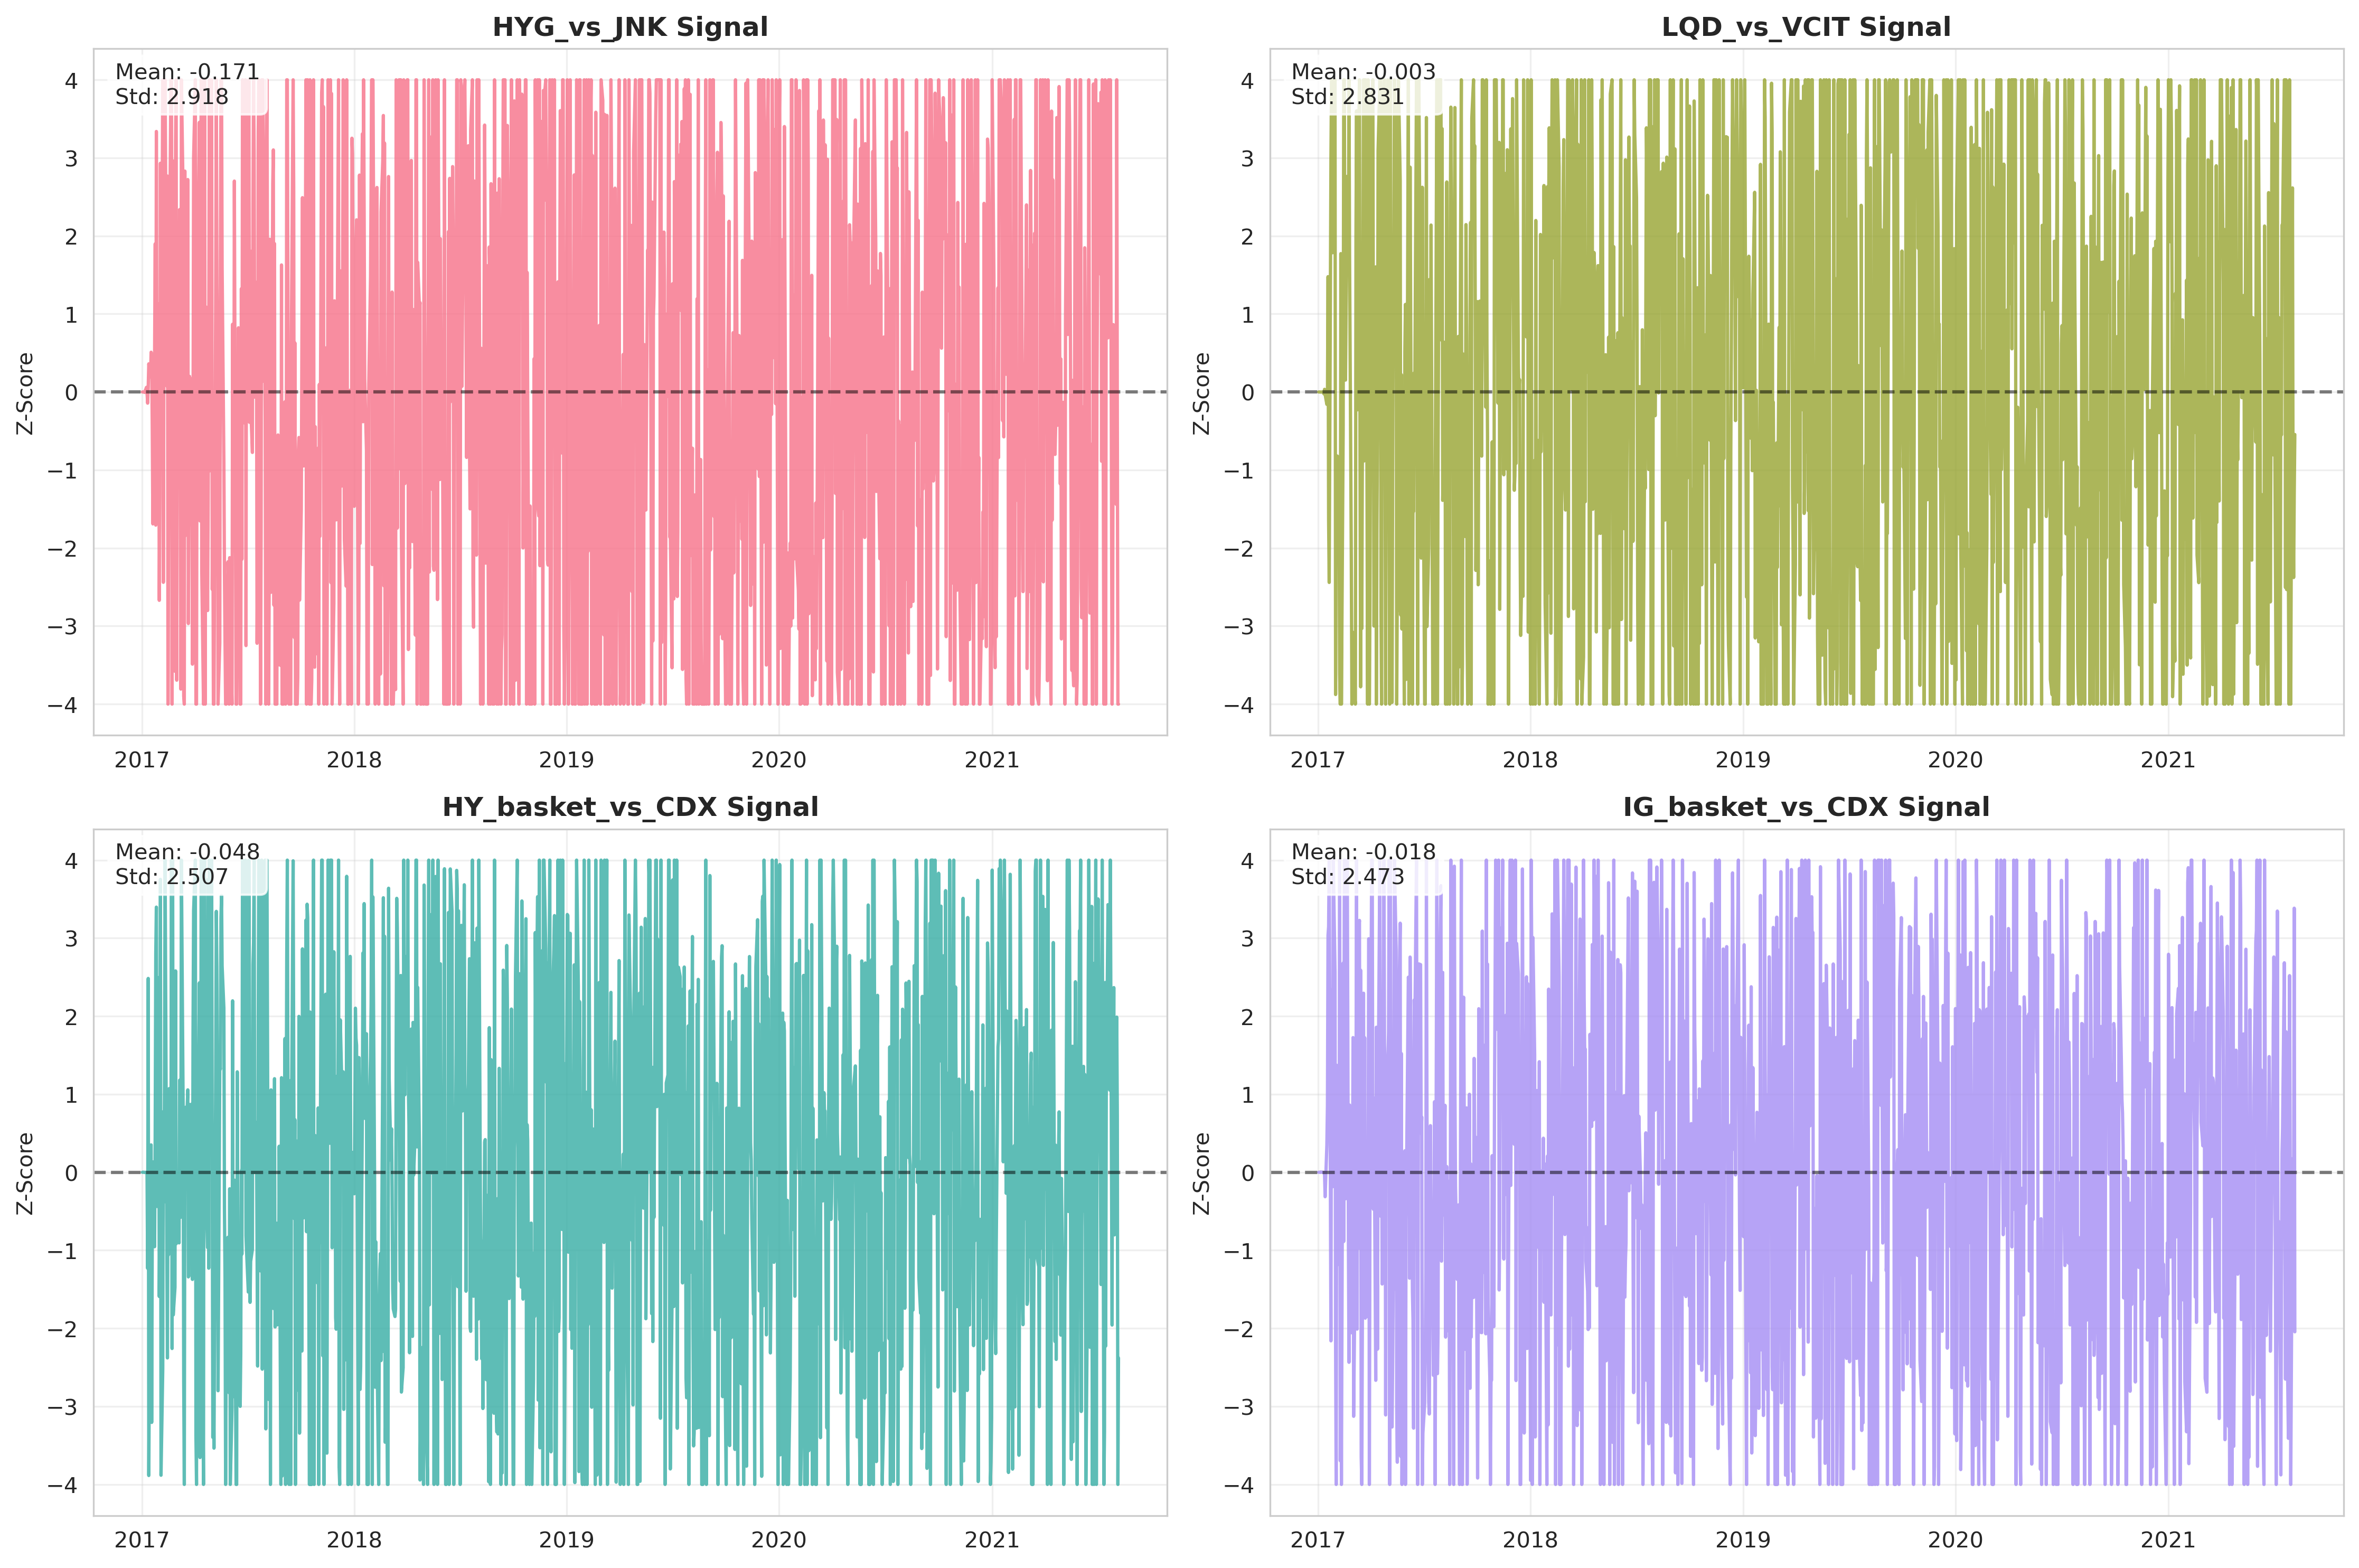 HYG_vs_JNK Signal
Mean: -0.171
Std: 2.918
4
3
2
1
0
−1
−2
−3
−4
Z-Score
2017 2018 2019 2020 2021
LQD_vs_VCIT Signal
Mean: -0.003
Std: 2.831
4
3
2
1
0
−1
−2
−3
−4
Z-Score
2017 2018 2019 2020 2021
HY_basket_vs_CDX Signal
Mean: -0.048
Std: 2.507
4
3
2
1
0
−1
−2
−3
−4
Z-Score
2017 2018 2019 2020 2021
IG_basket_vs_CDX Signal
Mean: -0.018
Std: 2.473
4
3
2
1
0
−1
−2
−3
−4
Z-Score
2017 2018 2019 2020 2021